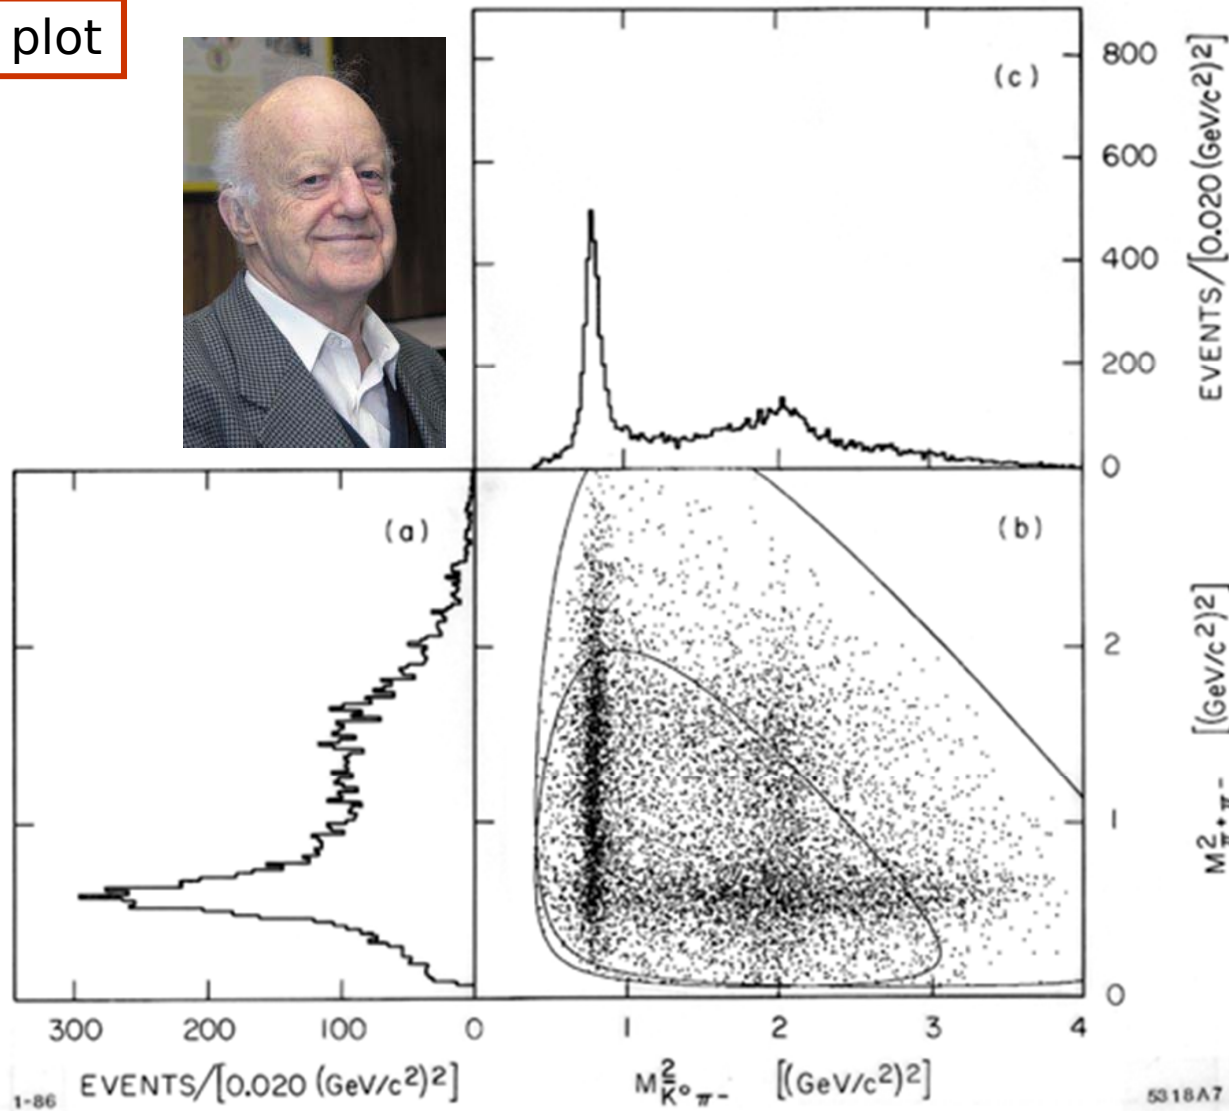 plot
(c)
800
600
400
200
0
EVENTS/[0.020 (GeV/c²)²]
(a)
(b)
2
1
0
M²π⁺π⁻ [(GeV/c²)²]
300 200 100 0 1 2 3 4
EVENTS/[0.020 (GeV/c²)²]
M²K̄°π⁻ [(GeV/c²)²]
1-86
5318A7